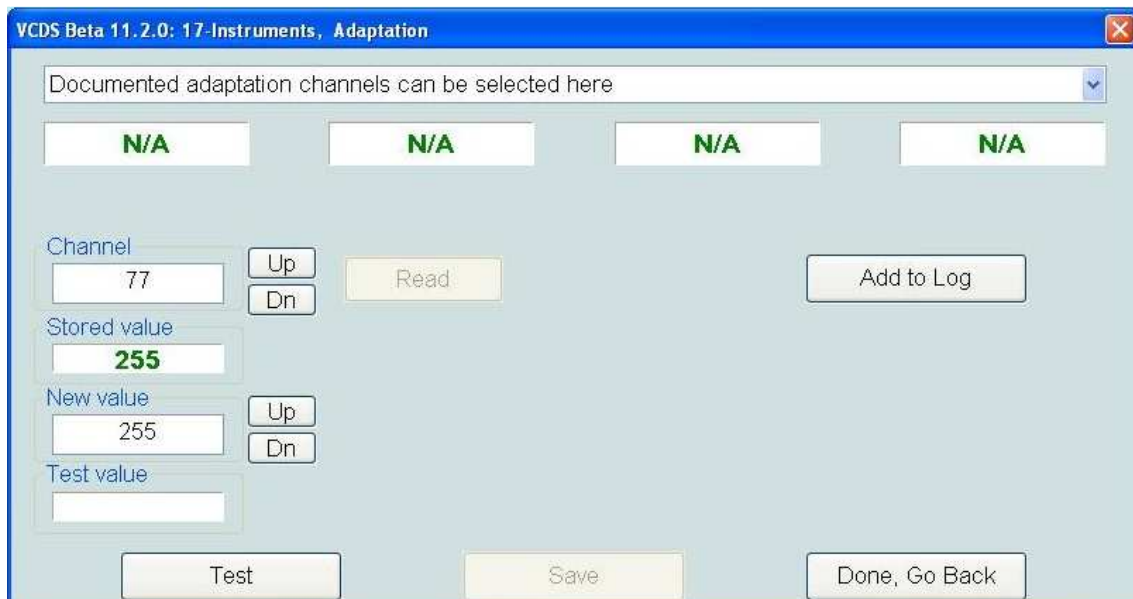 VCDS Beta 11.2.0: 17-Instruments, Adaptation
Documented adaptation channels can be selected here
N/A N/A N/A N/A
Channel
77
Up
Dn
Read
Add to Log
Stored value
255
New value
255
Up
Dn
Test value
Test Save Done, Go Back